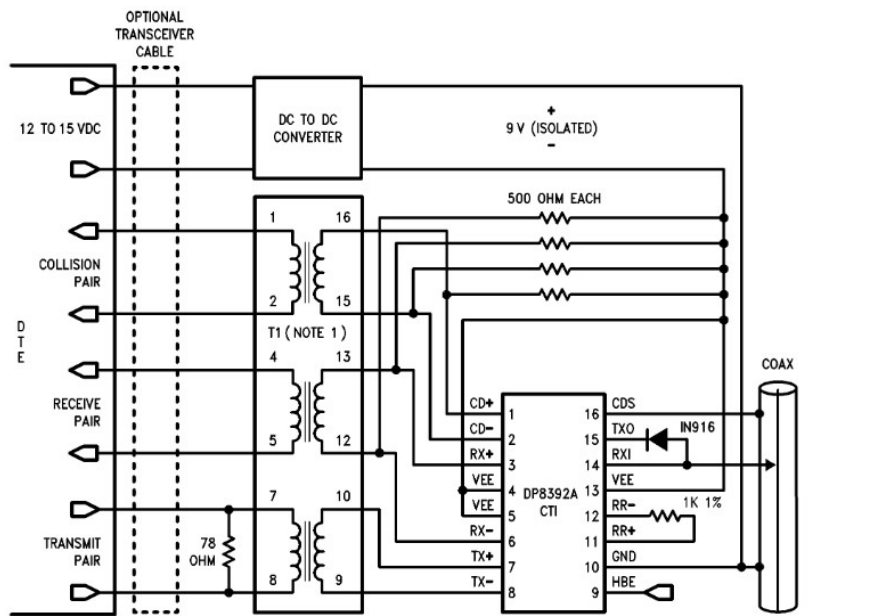 OPTIONAL
TRANSCEIVER
CABLE
12 TO 15 VDC
DC TO DC
CONVERTER
+
9 V (ISOLATED)
–
500 OHM EACH
1
16
COLLISION
PAIR
2
15
T1 ( NOTE 1 )
D
T
E
4
13
RECEIVE
PAIR
5
12
7
10
TRANSMIT
PAIR
78
OHM
8
9
COAX
CD+
1
16
CDS
CD-
2
15
TXO
IN916
RX+
3
14
RXI
VEE
4
13
VEE
DP8392A
CTI
VEE
5
12
RR-
1K 1%
RX-
6
11
RR+
TX+
7
10
GND
TX-
8
9
HBE